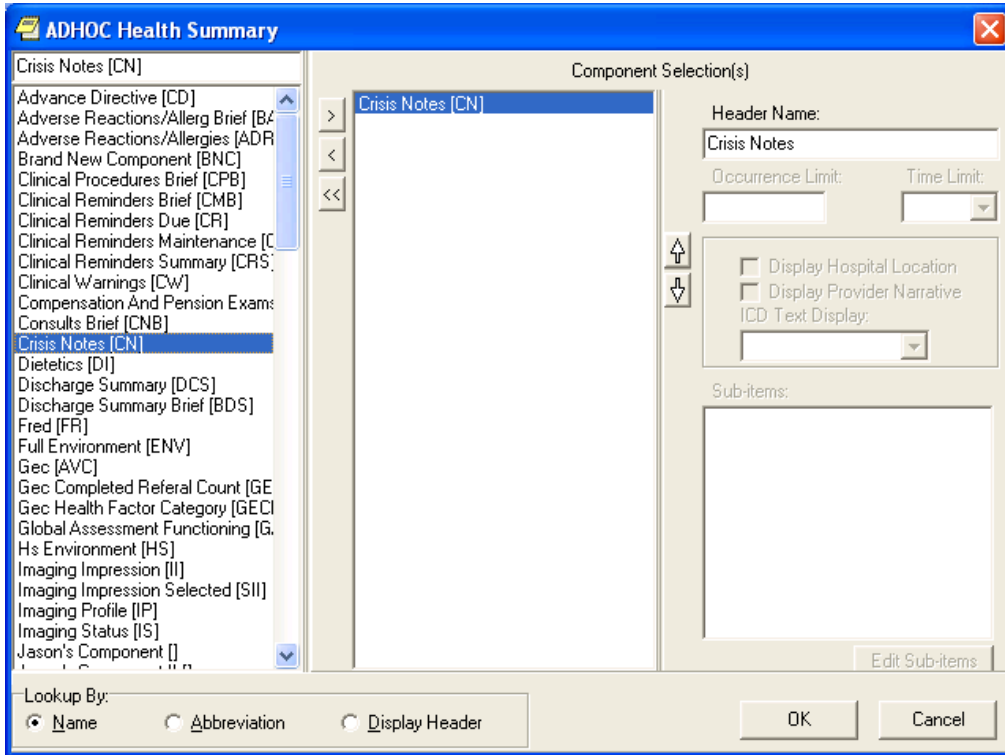 ADHOC Health Summary
Crisis Notes [CN]
Advance Directive [CD]
Adverse Reactions/Allerg Brief [BA
Adverse Reactions/Allergies [ADR
Brand New Component [BNC]
Clinical Procedures Brief [CPB]
Clinical Reminders Brief [CMB]
Clinical Reminders Due [CR]
Clinical Reminders Maintenance [C
Clinical Reminders Summary [CRS]
Clinical Warnings [CW]
Compensation And Pension Exams
Consults Brief [CNB]
Crisis Notes [CN]
Dietetics [DI]
Discharge Summary [DCS]
Discharge Summary Brief [BDS]
Fred [FR]
Full Environment [ENV]
Gec [AVC]
Gec Completed Referal Count [GE
Gec Health Factor Category [GECH
Global Assessment Functioning [G
Hs Environment [HS]
Imaging Impression [II]
Imaging Impression Selected [SII]
Imaging Profile [IP]
Imaging Status [IS]
Jason's Component []
Component Selection(s)
>
<
<<
Crisis Notes [CN]
Header Name:
Crisis Notes
Occurrence Limit: Time Limit:
Display Hospital Location
Display Provider Narrative
ICD Text Display:
Sub-items:
Edit Sub-items
Lookup By:
Name Abbreviation Display Header
OK Cancel